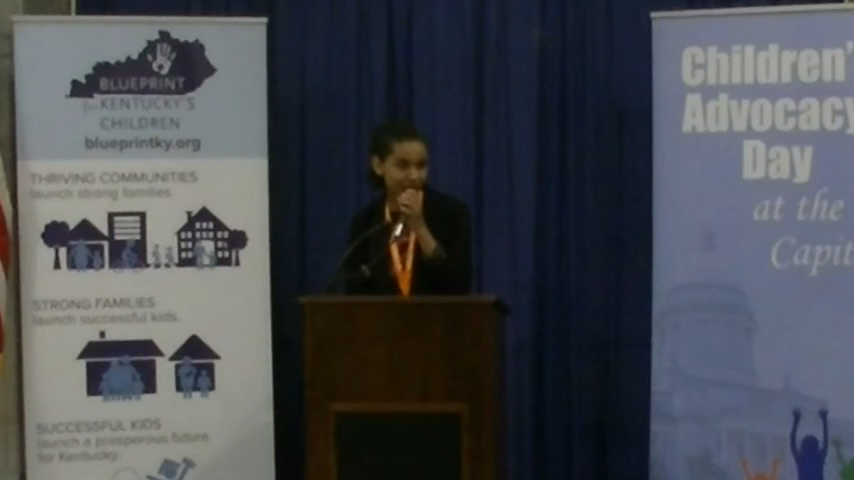 BLUEPRINT
for KENTUCKY'S
CHILDREN
blueprintky.org
THRIVING COMMUNITIES
launch strong families.
STRONG FAMILIES
launch successful kids.
SUCCESSFUL KIDS
launch a prosperous future
for Kentucky.
Children'
Advocacy
Day
at the
Capit